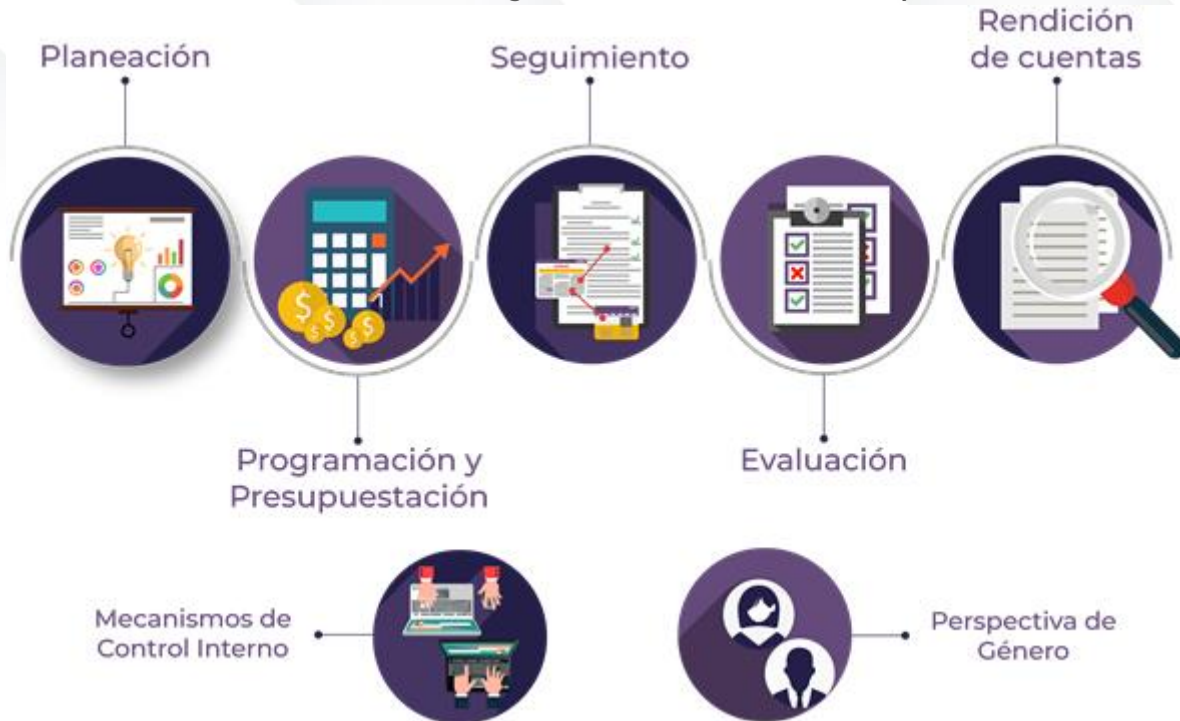 Planeación
Seguimiento
Rendición
de cuentas
Programación y
Presupuestación
Evaluación
Mecanismos de
Control Interno
Perspectiva de
Género